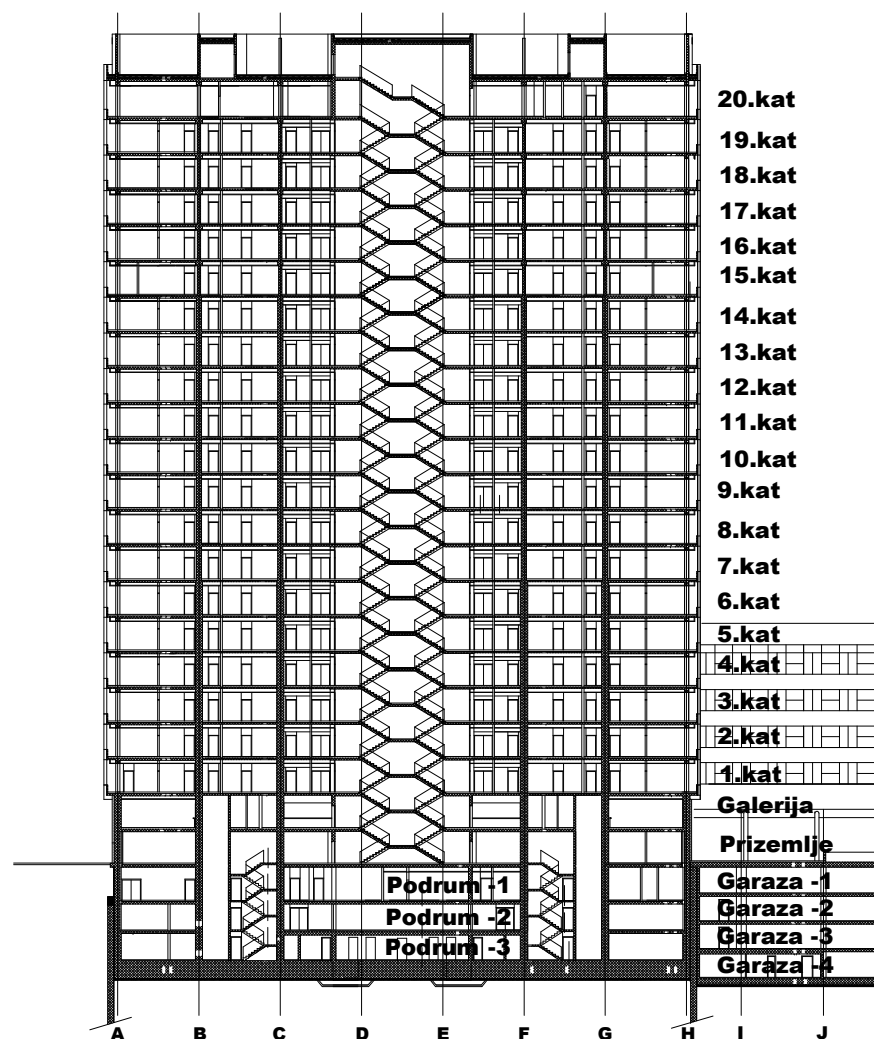 20.kat
19.kat
18.kat
17.kat
16.kat
15.kat
14.kat
13.kat
12.kat
11.kat
10.kat
9.kat
8.kat
7.kat
6.kat
5.kat
4.kat
3.kat
2.kat
1.kat
Galerija
Prizemlje
Podrum -1 Garaza -1
Podrum -2 Garaza -2
Podrum -3 Garaza -3
Garaza -4
A B C D E F G H I J